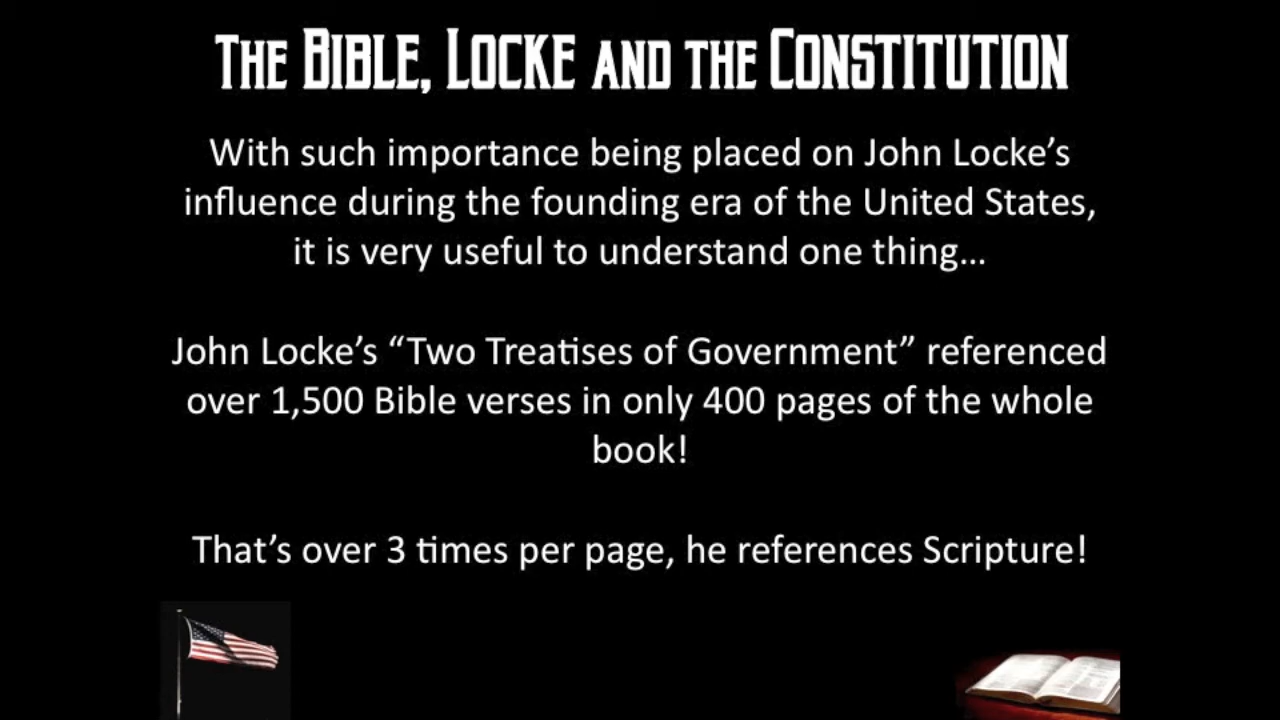 The Bible, Locke and the Constitution
With such importance being placed on John Locke’s
influence during the founding era of the United States,
it is very useful to understand one thing…
John Locke’s “Two Treatises of Government” referenced
over 1,500 Bible verses in only 400 pages of the whole
book!
That’s over 3 times per page, he references Scripture!